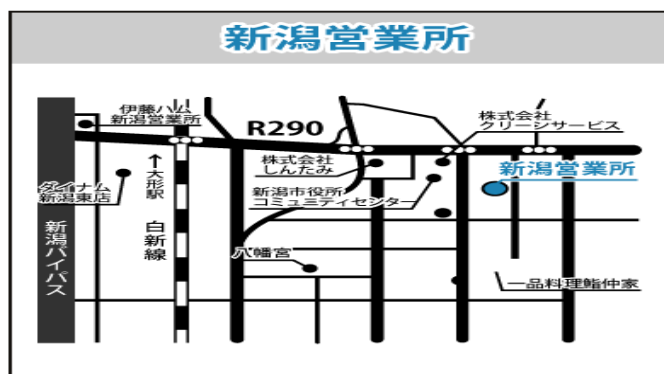 新潟営業所
伊藤ハム
新潟営業所
R290
株式会社
クリーンサービス
株式会社
しんたみ
新潟営業所
新潟市役所
コミュニティセンター
↑大形駅
ダイナム
新潟東店
白新線
新潟バイパス
八幡宮
一品料理鮨仲家